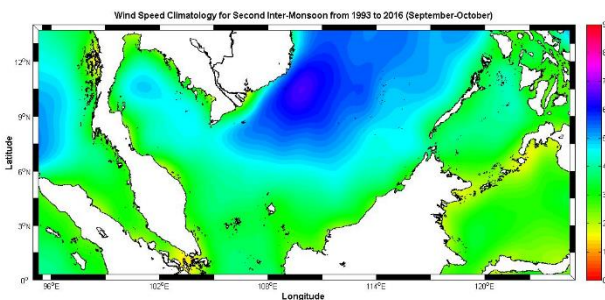 Wind Speed Climatology for Second Inter-Monsoon from 1993 to 2016 (September-October)
12°N
9°N
6°N
3°N
0°
96°E
102°E
108°E
114°E
120°E
Latitude
Longitude